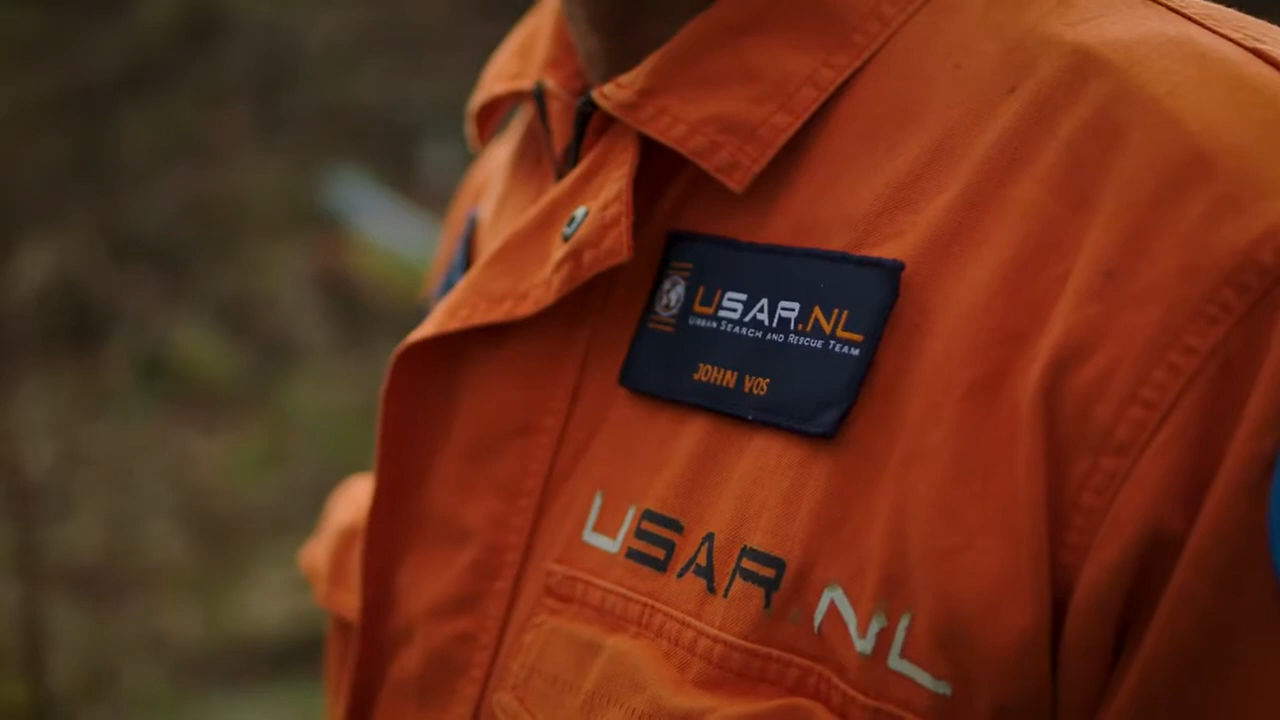 USAR.NL
URBAN SEARCH AND RESCUE TEAM
JOHN VOS
USAR.NL